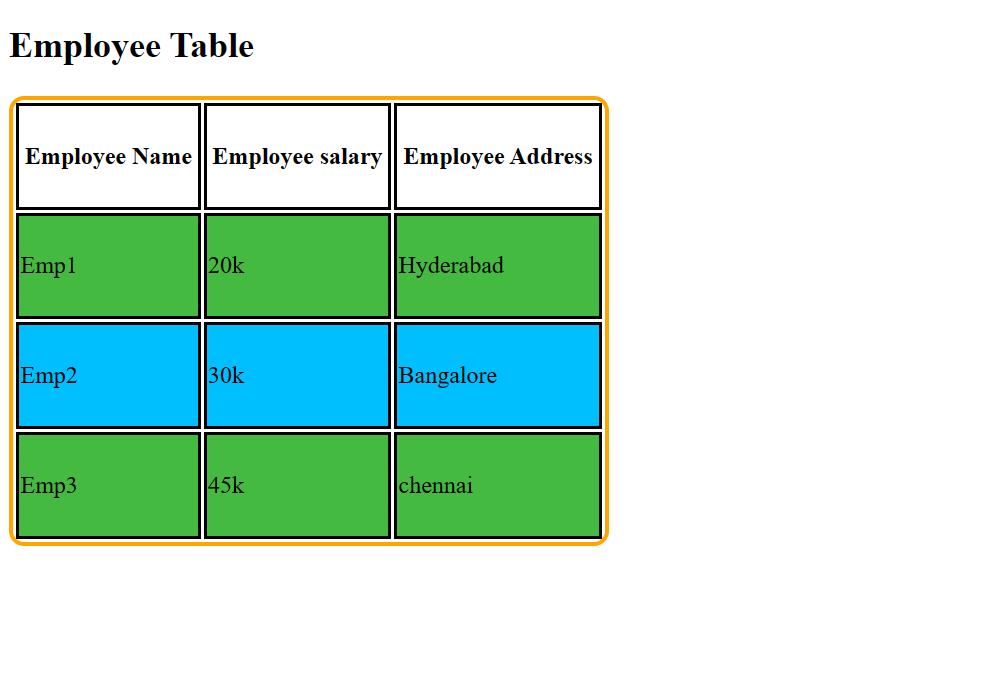 Employee Table
Employee Name Employee salary Employee Address
Emp1 20k Hyderabad
Emp2 30k Bangalore
Emp3 45k chennai